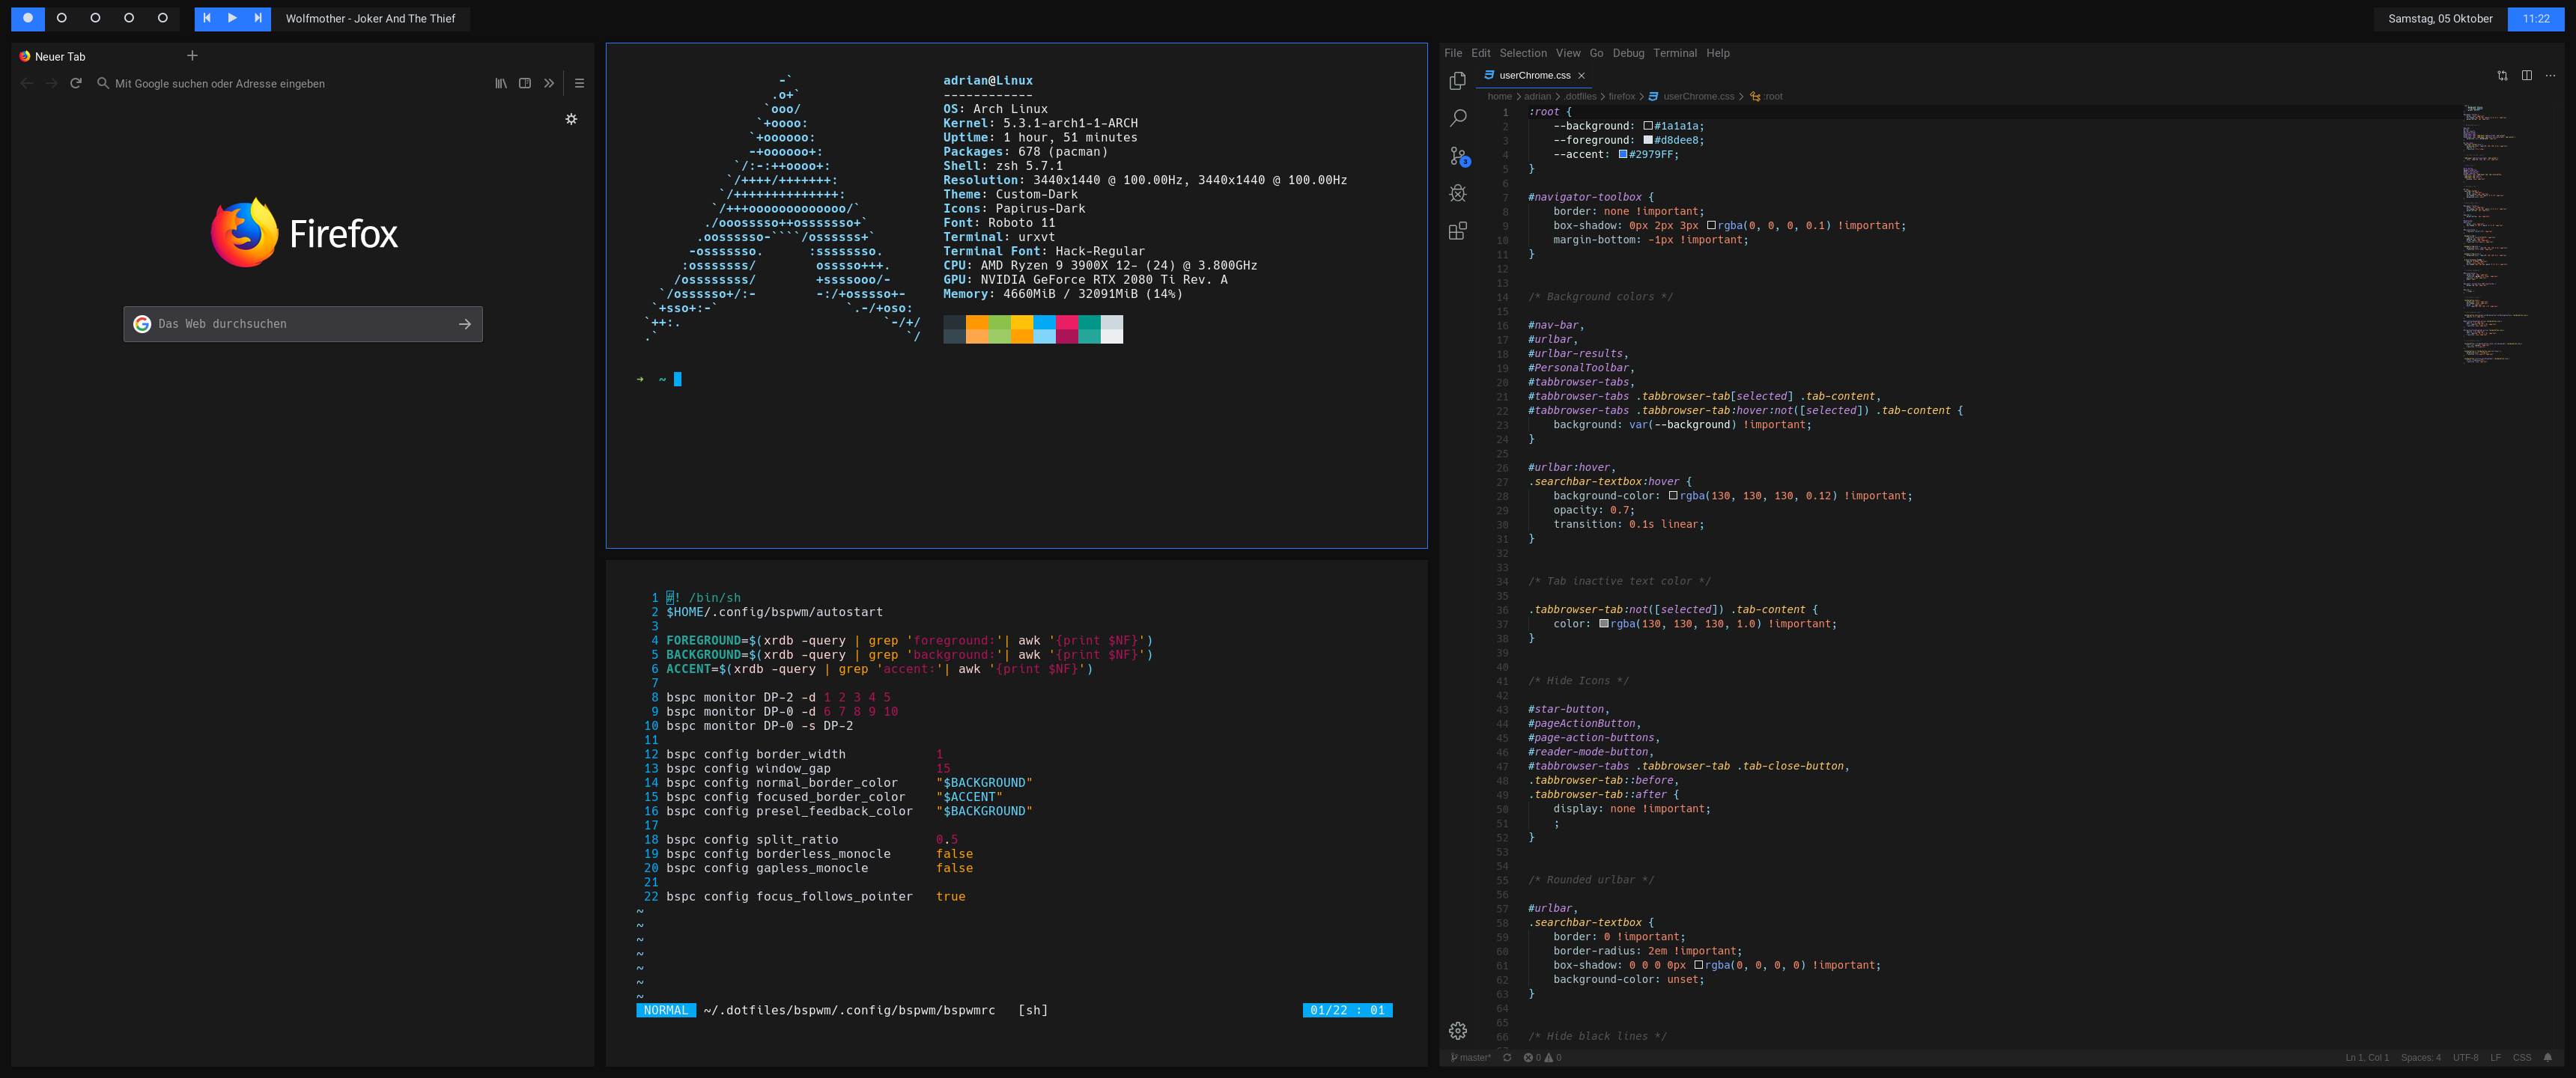 Wolfmother - Joker And The Thief
Samstag, 05 Oktober
11:22
Neuer Tab
Mit Google suchen oder Adresse eingeben
Firefox
Das Web durchsuchen
adrian@Linux
------------
OS: Arch Linux
Kernel: 5.3.1-arch1-1-ARCH
Uptime: 1 hour, 51 minutes
Packages: 678 (pacman)
Shell: zsh 5.7.1
Resolution: 3440x1440 @ 100.00Hz, 3440x1440 @ 100.00Hz
Theme: Custom-Dark
Icons: Papirus-Dark
Font: Roboto 11
Terminal: urxvt
Terminal Font: Hack-Regular
CPU: AMD Ryzen 9 3900X 12- (24) @ 3.800GHz
GPU: NVIDIA GeForce RTX 2080 Ti Rev. A
Memory: 4660MiB / 32091MiB (14%)
➜ ~
1 #! /bin/sh
2 $HOME/.config/bspwm/autostart
3
4 FOREGROUND=$(xrdb -query | grep 'foreground:'| awk '{print $NF}')
5 BACKGROUND=$(xrdb -query | grep 'background:'| awk '{print $NF}')
6 ACCENT=$(xrdb -query | grep 'accent:'| awk '{print $NF}')
7
8 bspc monitor DP-2 -d 1 2 3 4 5
9 bspc monitor DP-0 -d 6 7 8 9 10
10 bspc monitor DP-0 -s DP-2
11
12 bspc config border_width 1
13 bspc config window_gap 15
14 bspc config normal_border_color "$BACKGROUND"
15 bspc config focused_border_color "$ACCENT"
16 bspc config presel_feedback_color "$BACKGROUND"
17
18 bspc config split_ratio 0.5
19 bspc config borderless_monocle false
20 bspc config gapless_monocle false
21
22 bspc config focus_follows_pointer true
~
~
~
~
~
~
~
NORMAL ~/.dotfiles/bspwm/.config/bspwm/bspwmrc [sh] 01/22 : 01
File Edit Selection View Go Debug Terminal Help
userChrome.css
home > adrian > .dotfiles > firefox > userChrome.css > :root
1 :root {
2 --background: #1a1a1a;
3 --foreground: #d8dee8;
4 --accent: #2979FF;
5 }
6
7 #navigator-toolbox {
8 border: none !important;
9 box-shadow: 0px 2px 3px rgba(0, 0, 0, 0.1) !important;
10 margin-bottom: -1px !important;
11 }
12
13
14 /* Background colors */
15
16 #nav-bar,
17 #urlbar,
18 #urlbar-results,
19 #PersonalToolbar,
20 #tabbrowser-tabs,
21 #tabbrowser-tabs .tabbrowser-tab[selected] .tab-content,
22 #tabbrowser-tabs .tabbrowser-tab:hover:not([selected]) .tab-content {
23 background: var(--background) !important;
24 }
25
26 #urlbar:hover,
27 .searchbar-textbox:hover {
28 background-color: rgba(130, 130, 130, 0.12) !important;
29 opacity: 0.7;
30 transition: 0.1s linear;
31 }
32
33
34 /* Tab inactive text color */
35
36 .tabbrowser-tab:not([selected]) .tab-content {
37 color: rgba(130, 130, 130, 1.0) !important;
38 }
39
40
41 /* Hide Icons */
42
43 #star-button,
44 #pageActionButton,
45 #page-action-buttons,
46 #reader-mode-button,
47 #tabbrowser-tabs .tabbrowser-tab .tab-close-button,
48 .tabbrowser-tab::before,
49 .tabbrowser-tab::after {
50 display: none !important;
51 ;
52 }
53
54
55 /* Rounded urlbar */
56
57 #urlbar,
58 .searchbar-textbox {
59 border: 0 !important;
60 border-radius: 2em !important;
61 box-shadow: 0 0 0 0px rgba(0, 0, 0, 0) !important;
62 background-color: unset;
63 }
64
65
66 /* Hide black lines */
master* 0 0
Ln 1, Col 1 Spaces: 4 UTF-8 LF CSS